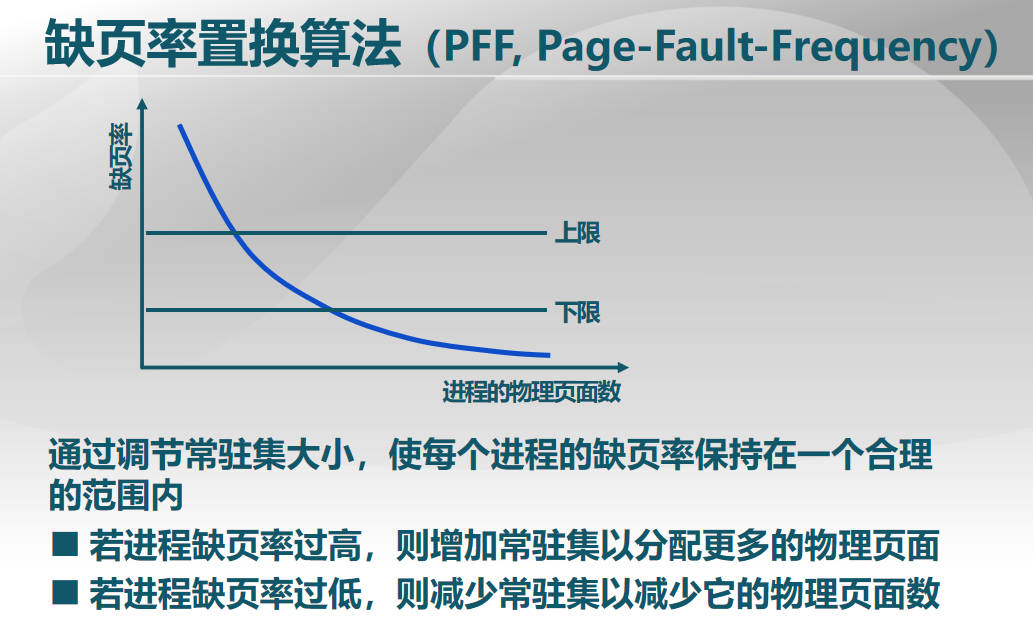 缺页率置换算法（PFF, Page-Fault-Frequency）
缺页率
上限
下限
进程的物理页面数
通过调节常驻集大小，使每个进程的缺页率保持在一个合理
的范围内
■ 若进程缺页率过高，则增加常驻集以分配更多的物理页面
■ 若进程缺页率过低，则减少常驻集以减少它的物理页面数